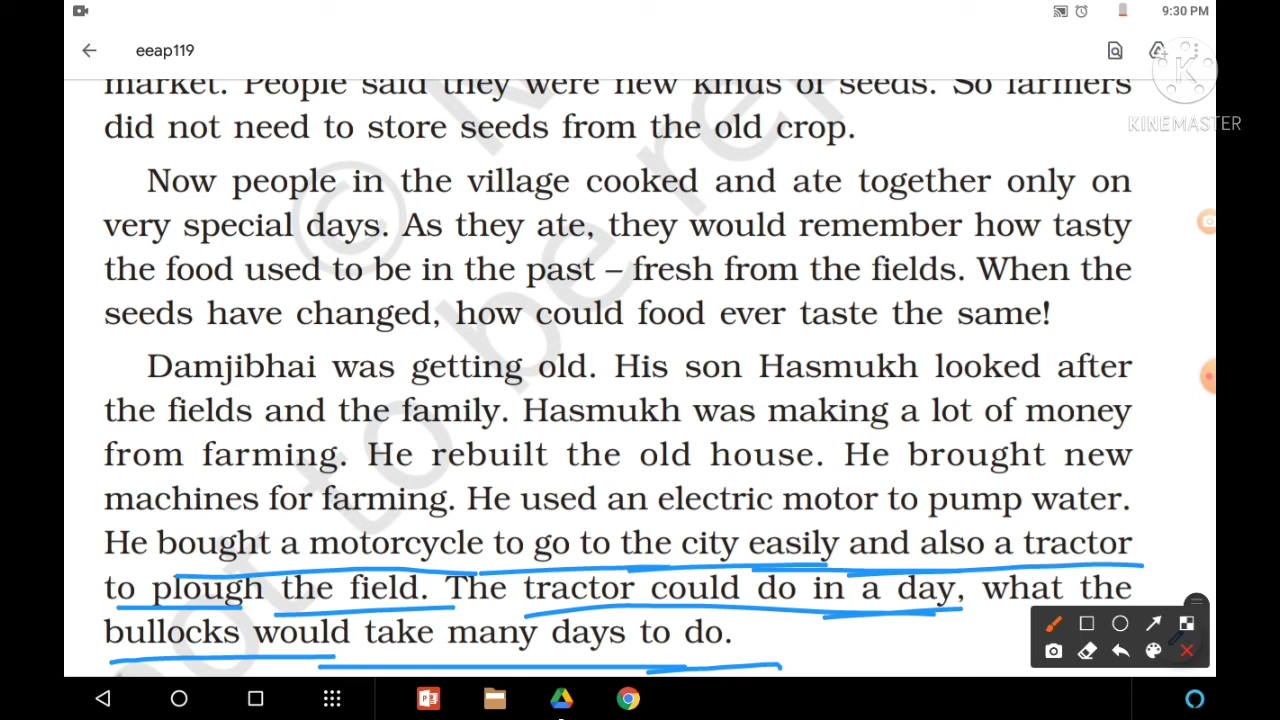 9:30 PM
eeap119
KINEMASTER
market. People said they were new kinds of seeds. So farmers
did not need to store seeds from the old crop.
Now people in the village cooked and ate together only on
very special days. As they ate, they would remember how tasty
the food used to be in the past – fresh from the fields. When the
seeds have changed, how could food ever taste the same!
Damjibhai was getting old. His son Hasmukh looked after
the fields and the family. Hasmukh was making a lot of money
from farming. He rebuilt the old house. He brought new
machines for farming. He used an electric motor to pump water.
He bought a motorcycle to go to the city easily and also a tractor
to plough the field. The tractor could do in a day, what the
bullocks would take many days to do.
not to be rep